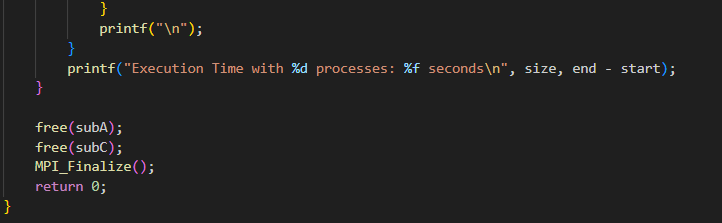 }
printf("\n");
}
printf("Execution Time with %d processes: %f seconds\n", size, end - start);
}
free(subA);
free(subC);
MPI_Finalize();
return 0;
}